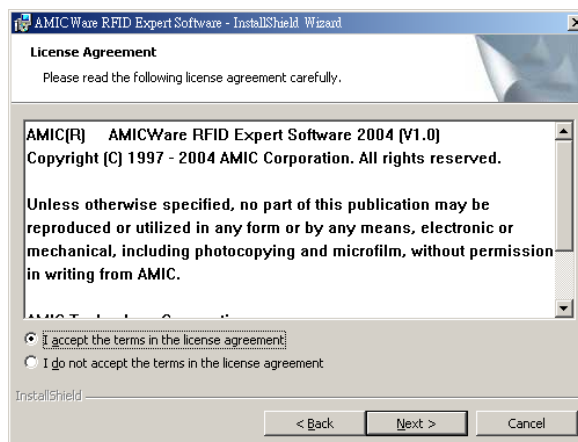 AMICWare RFID Expert Software - InstallShield Wizard
License Agreement
Please read the following license agreement carefully.
AMIC(R) AMICWare RFID Expert Software 2004 (V1.0)
Copyright (C) 1997 - 2004 AMIC Corporation. All rights reserved.
Unless otherwise specified, no part of this publication may be
reproduced or utilized in any form or by any means, electronic or
mechanical, including photocopying and microfilm, without permission
in writing from AMIC.
AMIC Technology Corporation
I accept the terms in the license agreement
I do not accept the terms in the license agreement
InstallShield
< Back
Next >
Cancel